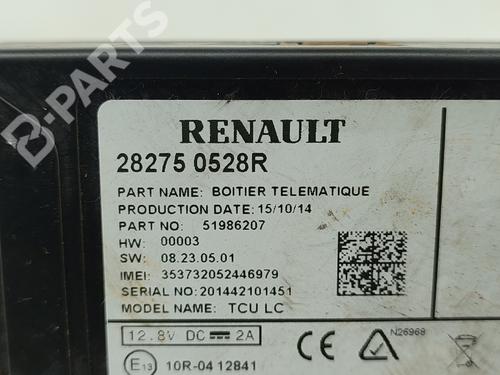 B-PARTS
RENAULT
28275 0528R
PART NAME: BOITIER TELEMATIQUE
PRODUCTION DATE: 15/10/14
PART NO: 51986207
HW: 00003
SW: 08.23.05.01
IMEI: 353732052446979
SERIAL NO: 201442101451
MODEL NAME: TCU LC
12.8V DC 2A
CE
N26968
E13 10R-04 12841